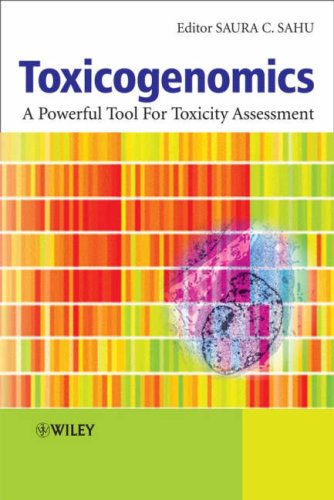 Editor SAURA C. SAHU
Toxicogenomics
A Powerful Tool For Toxicity Assessment
WILEY